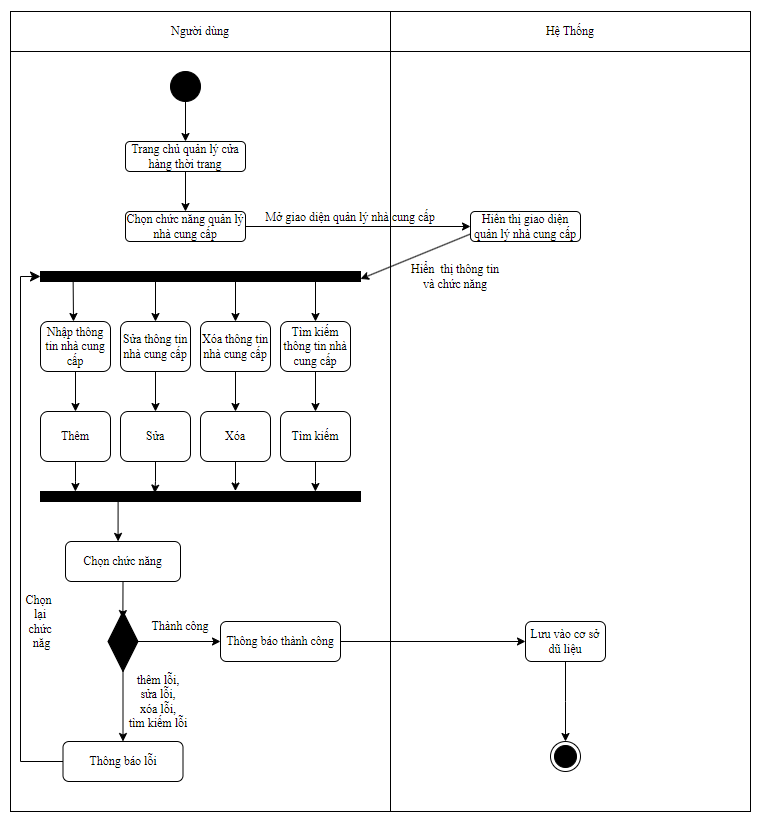 Người dùng
Hệ Thống
Trang chủ quản lý cửa
hàng thời trang
Chọn chức năng quản lý
nhà cung cấp
Mở giao diện quản lý nhà cung cấp
Hiển thị giao diện
quản lý nhà cung cấp
Hiển thị thông tin
và chức năng
Nhập thông
tin nhà cung
cấp
Sửa thông tin
nhà cung cấp
Xóa thông tin
nhà cung cấp
Tìm kiếm
thông tin nhà
cung cấp
Thêm
Sửa
Xóa
Tìm kiếm
Chọn chức năng
Chọn
lại
chức
năg
Thành công
Thông báo thành công
Lưu vào cơ sở
dũ liệu
thêm lỗi,
sửa lỗi,
xóa lỗi,
tìm kiếm lỗi
Thông báo lỗi